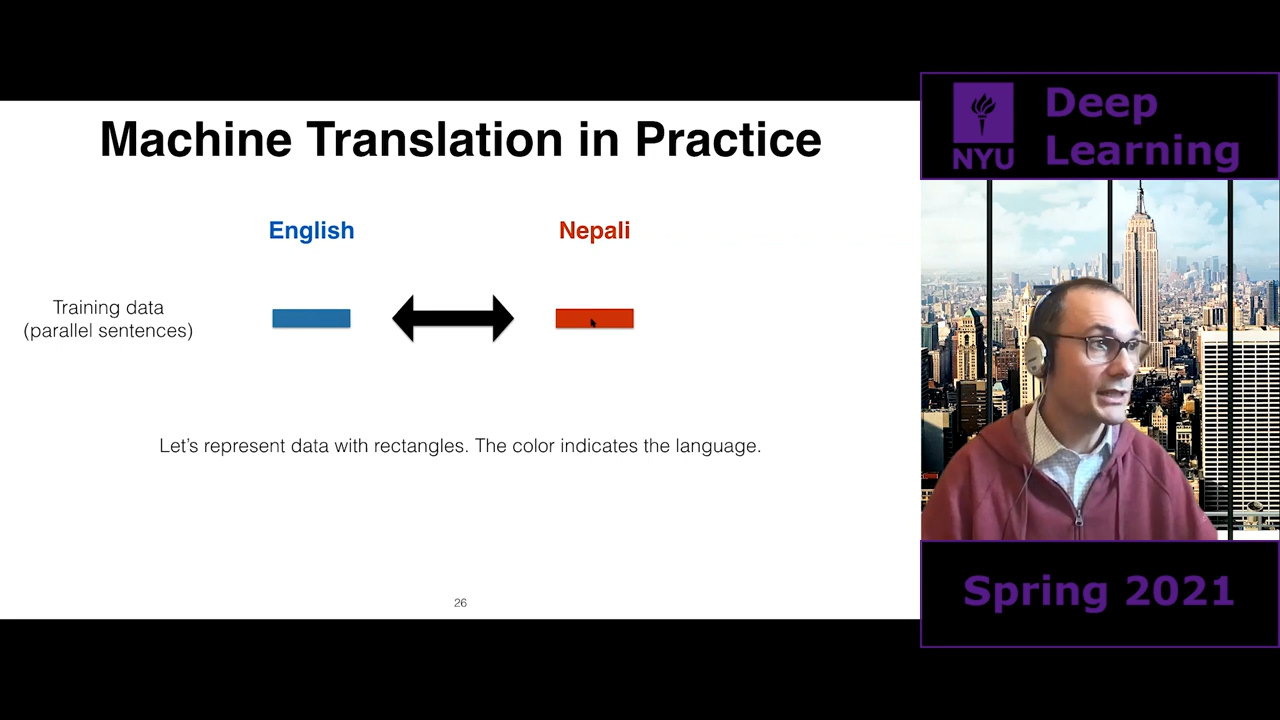 Machine Translation in Practice
English
Nepali
Training data
(parallel sentences)
Let's represent data with rectangles. The color indicates the language.
26
NYU
Deep
Learning
Spring 2021